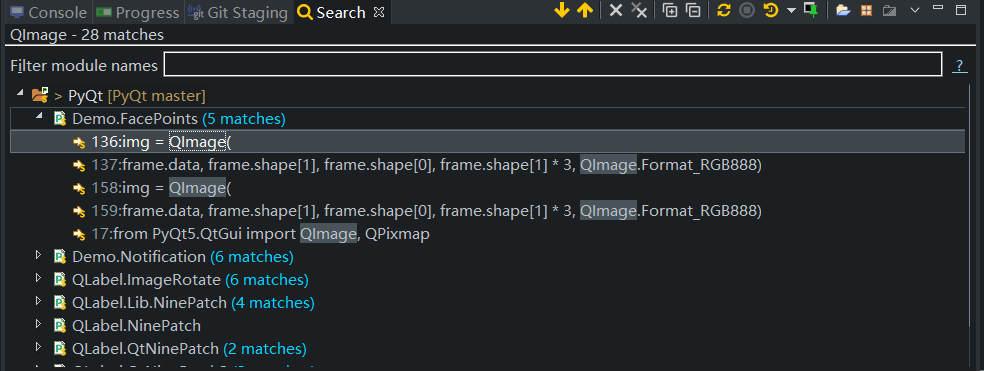 Console Progress Git Staging Search
QImage - 28 matches
Filter module names
?
> PyQt [PyQt master]
Demo.FacePoints (5 matches)
136:img = QImage(
137:frame.data, frame.shape[1], frame.shape[0], frame.shape[1] * 3, QImage.Format_RGB888)
158:img = QImage(
159:frame.data, frame.shape[1], frame.shape[0], frame.shape[1] * 3, QImage.Format_RGB888)
17:from PyQt5.QtGui import QImage, QPixmap
Demo.Notification (6 matches)
QLabel.ImageRotate (6 matches)
QLabel.Lib.NinePatch (4 matches)
QLabel.NinePatch
QLabel.QtNinePatch (2 matches)